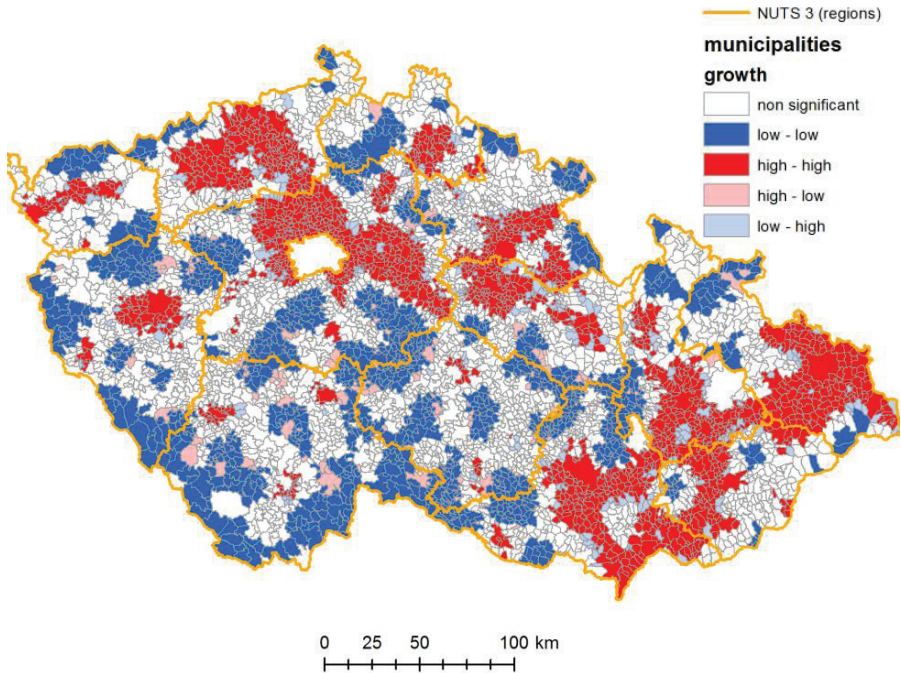 NUTS 3 (regions)
municipalities
growth
non significant
low - low
high - high
high - low
low - high
0 25 50 100 km